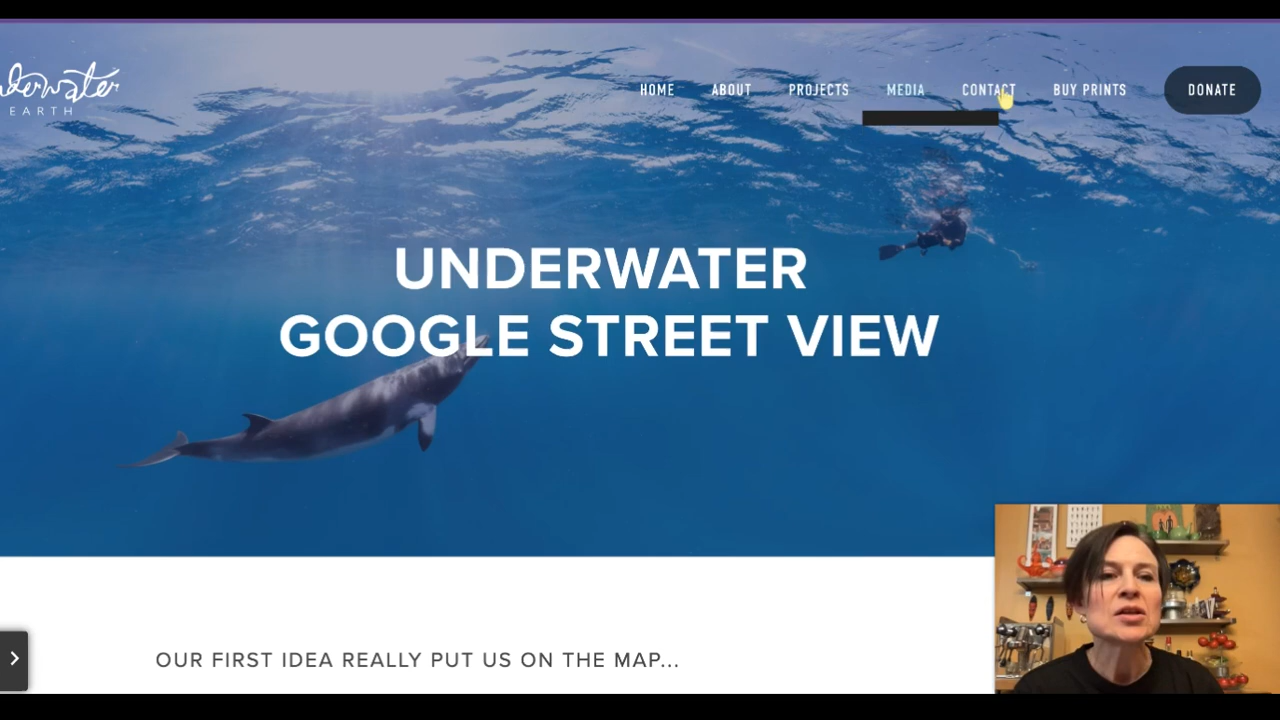 EARTH
HOME ABOUT PROJECTS MEDIA CONTACT BUY PRINTS DONATE
UNDERWATER
GOOGLE STREET VIEW
OUR FIRST IDEA REALLY PUT US ON THE MAP...